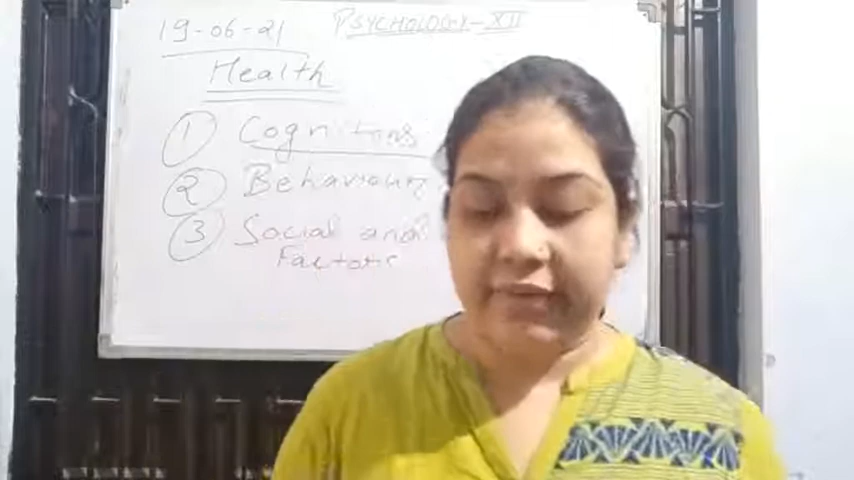 19-06-21
PSYCHOLOGY-XII
Health
1 Cognitions
2 Behaviour
3 Social and
Factors